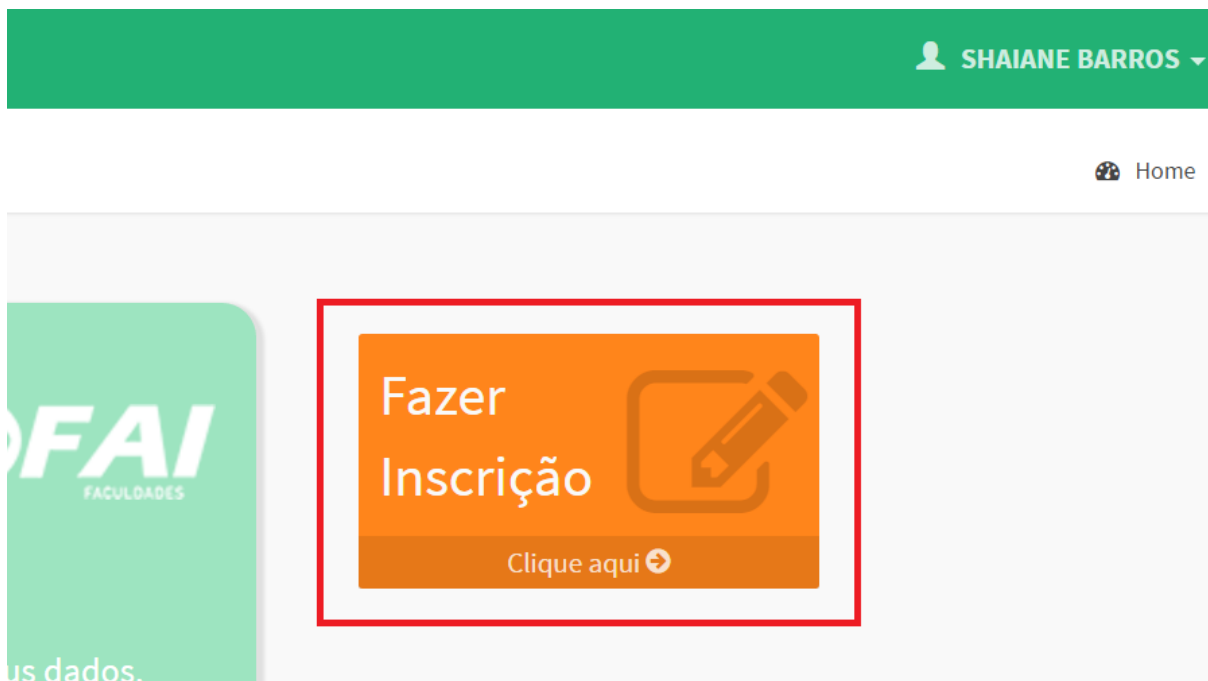 SHAIANE BARROS
Home
FAI
FACULDADES
Fazer
Inscrição
Clique aqui
us dados.